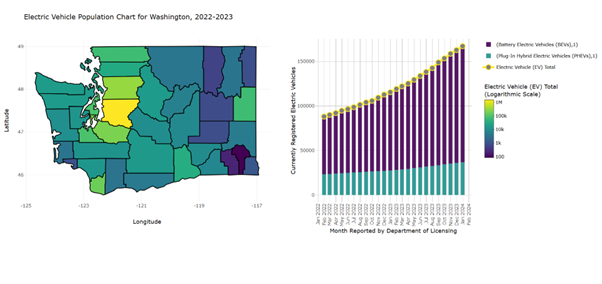 Electric Vehicle Population Chart for Washington, 2022-2023
49
48
47
46
Latitude
-125
-123
-121
-119
-117
Longitude
150000
100000
50000
0
Currently Registered Electric Vehicles
Jan 2022
Feb 2022
Mar 2022
Apr 2022
May 2022
Jun 2022
Jul 2022
Aug 2022
Sep 2022
Oct 2022
Nov 2022
Dec 2022
Jan 2023
Feb 2023
Mar 2023
Apr 2023
May 2023
Jun 2023
Jul 2023
Aug 2023
Sep 2023
Oct 2023
Nov 2023
Dec 2023
Jan 2024
Feb 2024
Month Reported by Department of Licensing
(Battery Electric Vehicles (BEVs),1)
(Plug-In Hybrid Electric Vehicles (PHEVs),1)
Electric Vehicle (EV) Total
Electric Vehicle (EV) Total
(Logarithmic Scale)
1M
100k
10k
1000
100